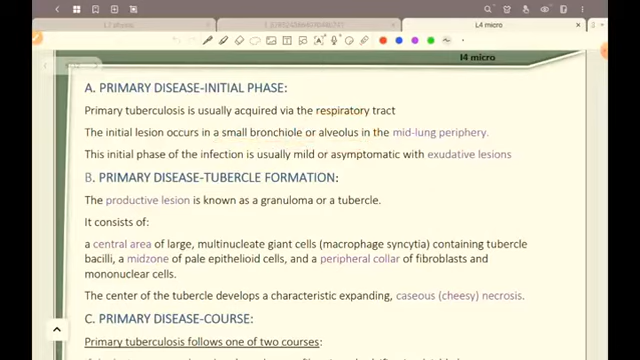 L4 micro
I4 micro
A. PRIMARY DISEASE-INITIAL PHASE:
Primary tuberculosis is usually acquired via the respiratory tract
The initial lesion occurs in a small bronchiole or alveolus in the mid-lung periphery.
This initial phase of the infection is usually mild or asymptomatic with exudative lesions
B. PRIMARY DISEASE-TUBERCLE FORMATION:
The productive lesion is known as a granuloma or a tubercle.
It consists of:
a central area of large, multinucleate giant cells (macrophage syncytia) containing tubercle
bacilli, a midzone of pale epithelioid cells, and a peripheral collar of fibroblasts and
mononuclear cells.
The center of the tubercle develops a characteristic expanding, caseous (cheesy) necrosis.
C. PRIMARY DISEASE-COURSE:
Primary tuberculosis follows one of two courses: